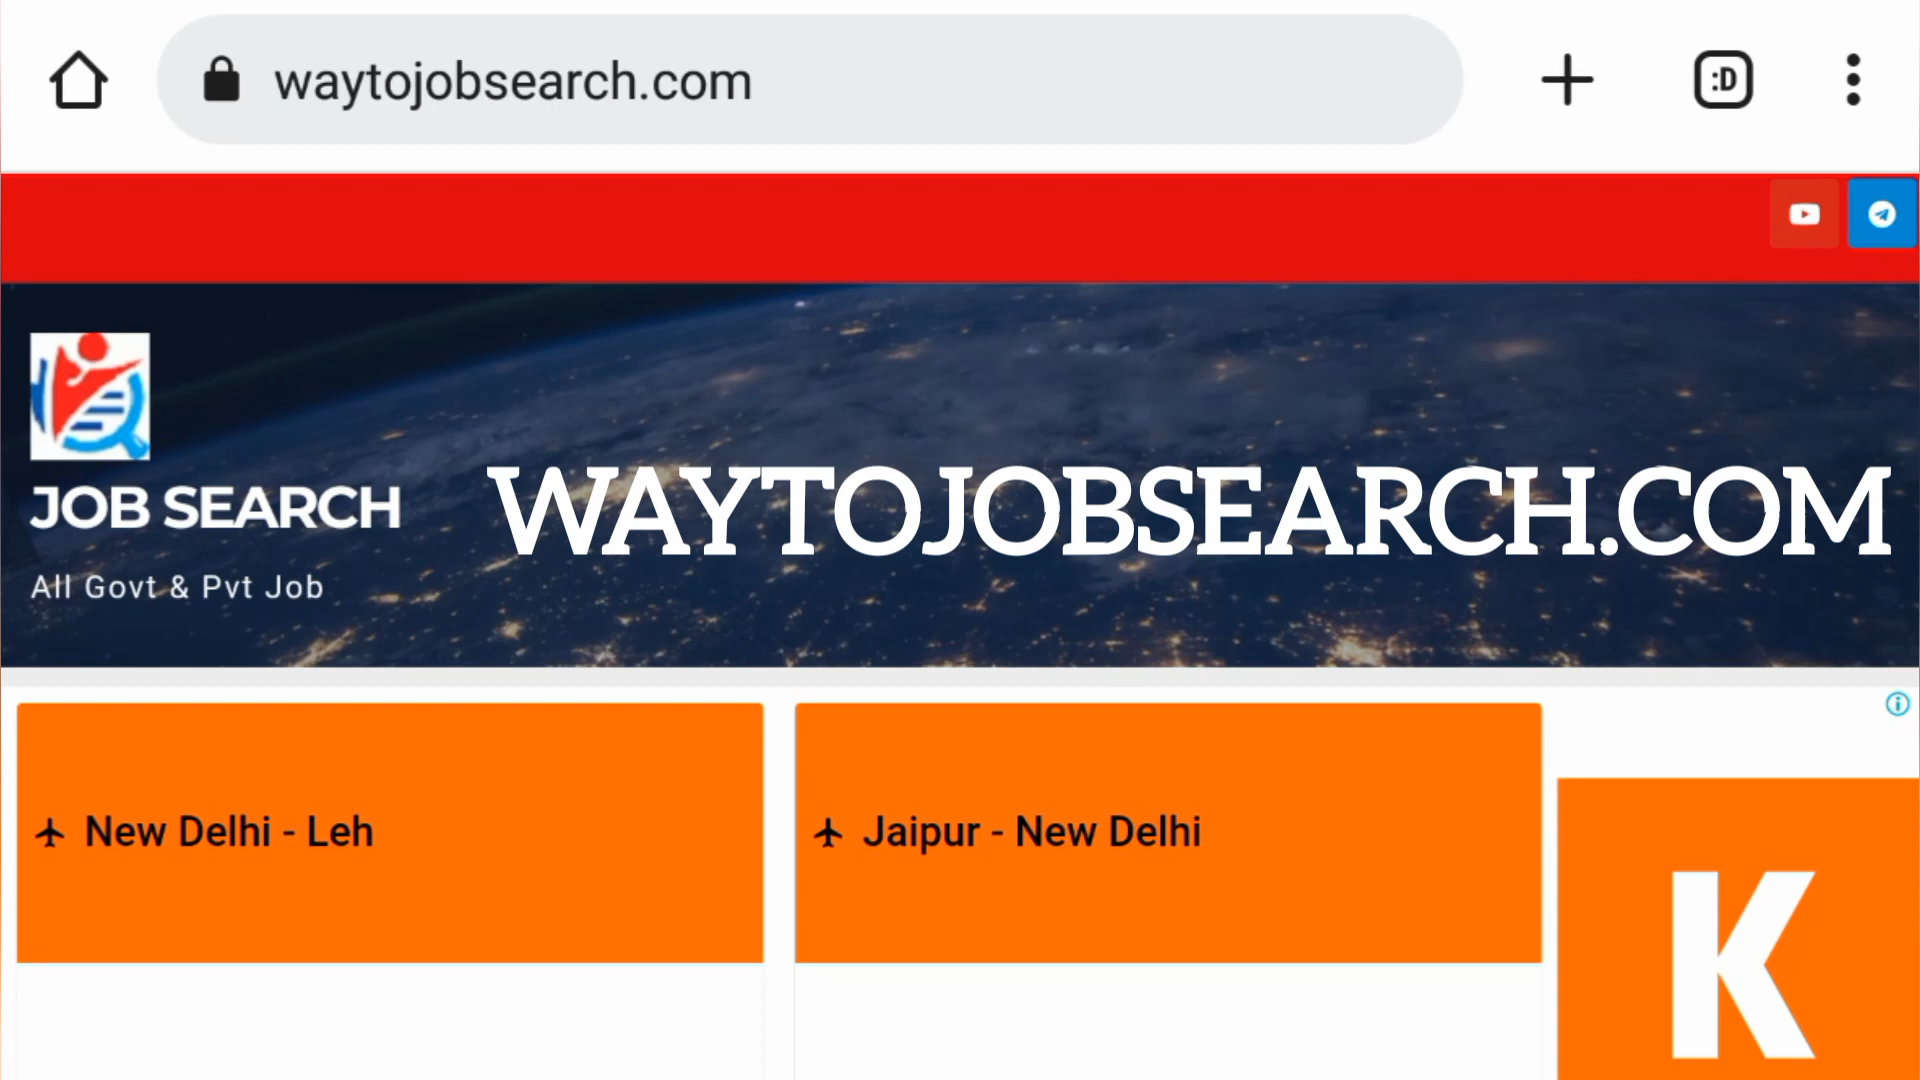 waytojobsearch.com
:D
JOB SEARCH
All Govt & Pvt Job
WAYTOJOBSEARCH.COM
New Delhi - Leh
Jaipur - New Delhi
K